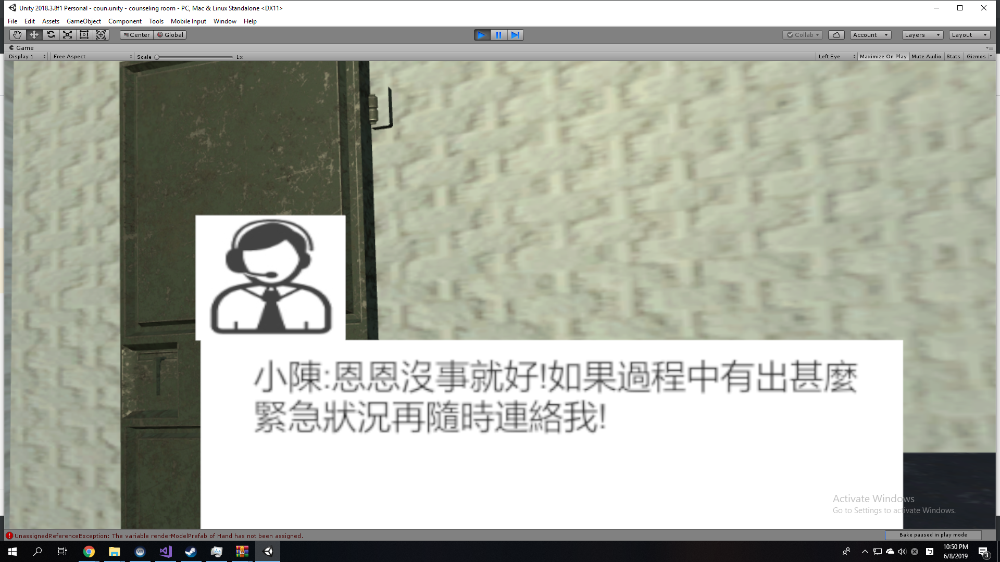 Unity 2018.3.8f1 Personal - coun.unity - counseling room - PC, Mac & Linux Standalone <DX11>
File Edit Assets GameObject Component Tools Mobile Input Window Help
Center Global Collab Account Layers Layout
Game
Display 1 Free Aspect Scale 1x Left Eye Maximize On Play Mute Audio Stats Gizmos
小陳:恩恩沒事就好!如果過程中有出甚麼
緊急狀況再隨時連絡我!
Activate Windows
Go to Settings to activate Windows.
UnassignedReferenceException: The variable renderModelPrefab of Hand has not been assigned.
Bake paused in play mode
VR
10:50 PM
6/8/2019
3